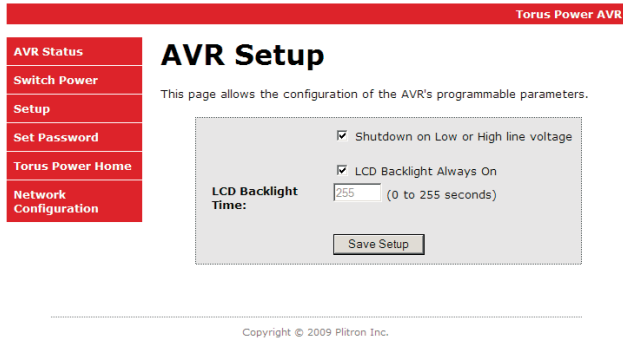 Torus Power AVR
AVR Status
Switch Power
Setup
Set Password
Torus Power Home
Network
Configuration
AVR Setup
This page allows the configuration of the AVR's programmable parameters.
Shutdown on Low or High line voltage
LCD Backlight Always On
LCD Backlight
Time:
255 (0 to 255 seconds)
Save Setup
Copyright © 2009 Plitron Inc.